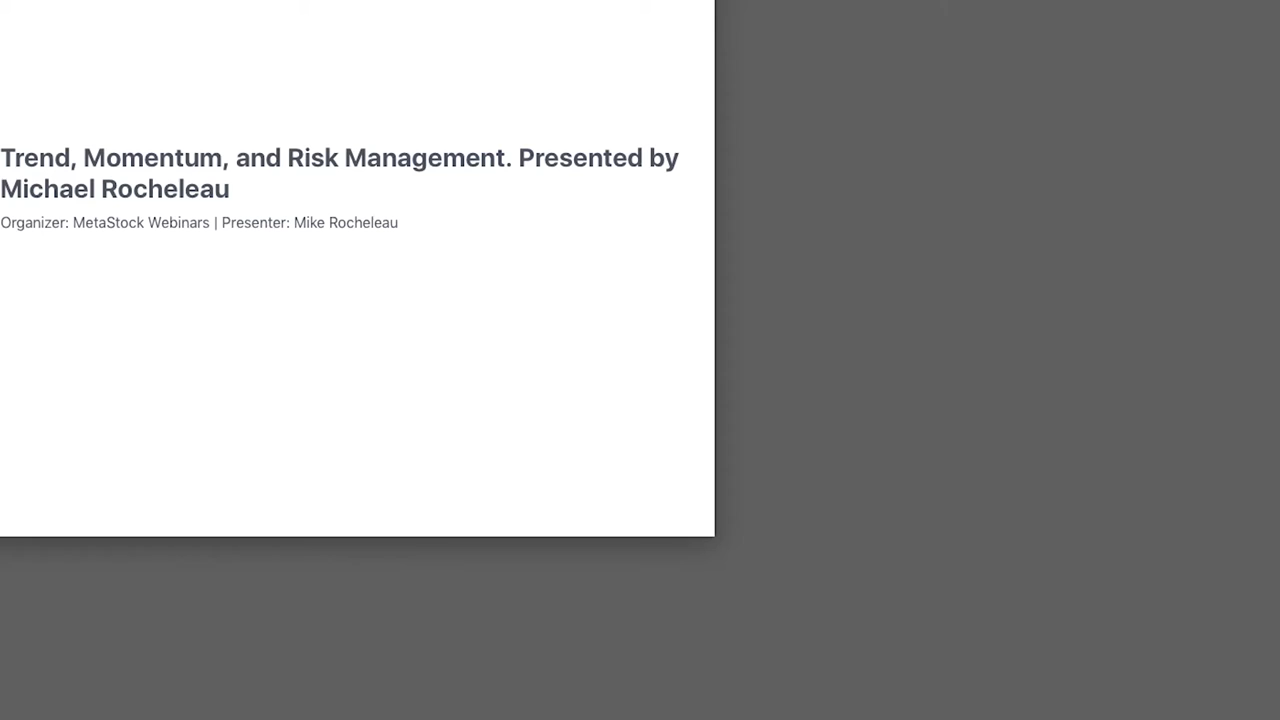 Trend, Momentum, and Risk Management. Presented by
Michael Rocheleau
Organizer: MetaStock Webinars | Presenter: Mike Rocheleau